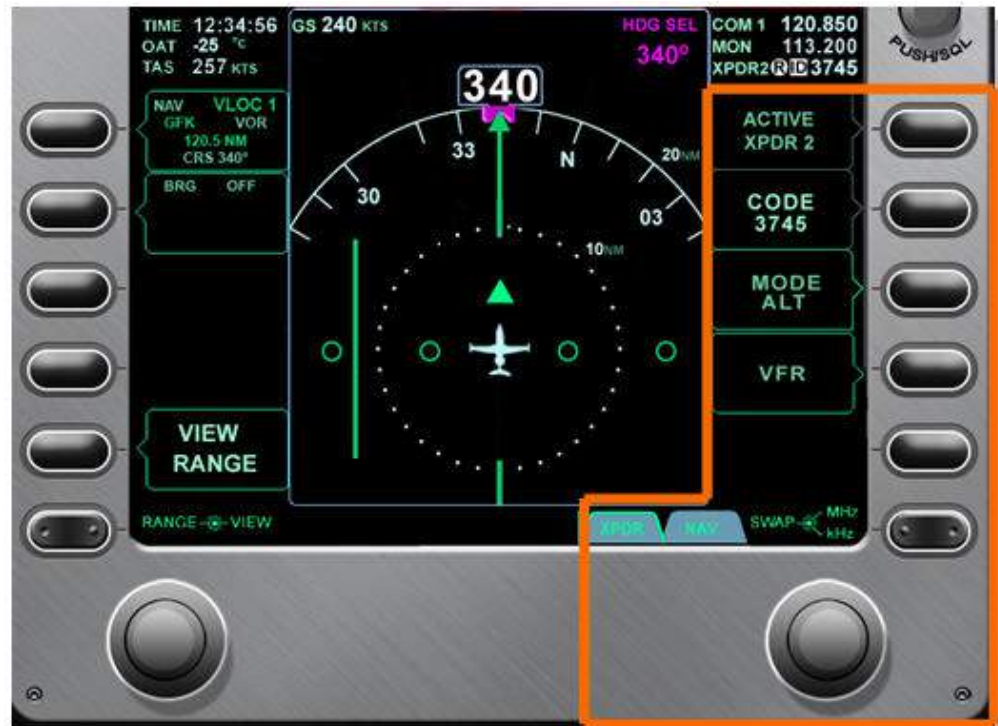 TIME 12:34:56
OAT -25 °C
TAS 257 KTS
GS 240 KTS
HDG SEL
340°
COM 1 120.850
MON 113.200
XPDR2 R ID 3745
PUSH/SQL
340
NAV VLOC 1
GFK VOR
120.5 NM
CRS 340°
BRG OFF
VIEW
RANGE
RANGE VIEW
30
33
N
03
20NM
10NM
ACTIVE
XPDR 2
CODE
3745
MODE
ALT
VFR
XPDR
NAV
SWAP MHz
kHz